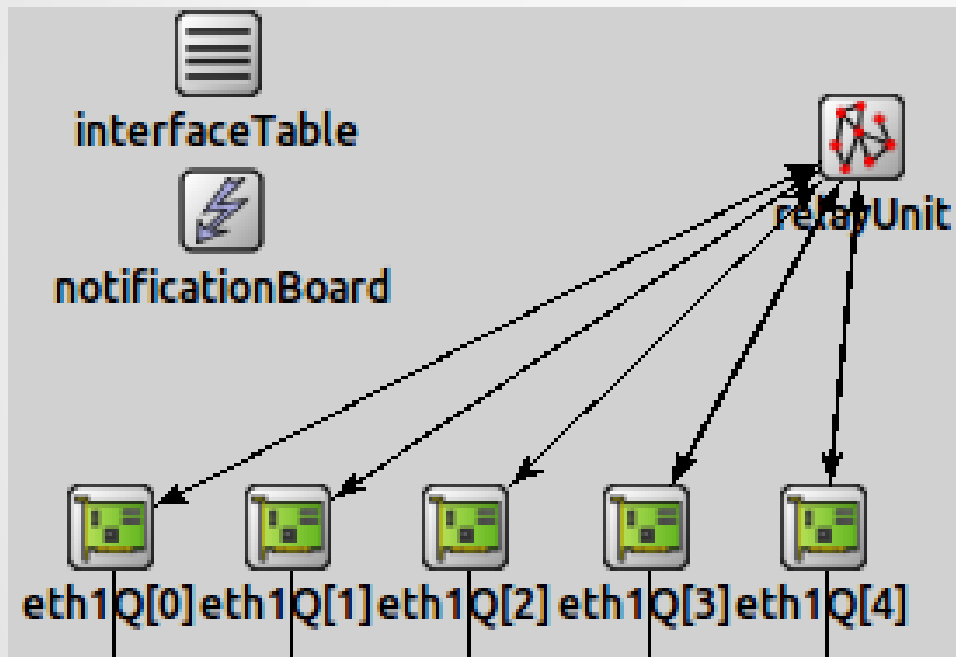 interfaceTable
notificationBoard
relayUnit
eth1Q[0]
eth1Q[1]
eth1Q[2]
eth1Q[3]
eth1Q[4]